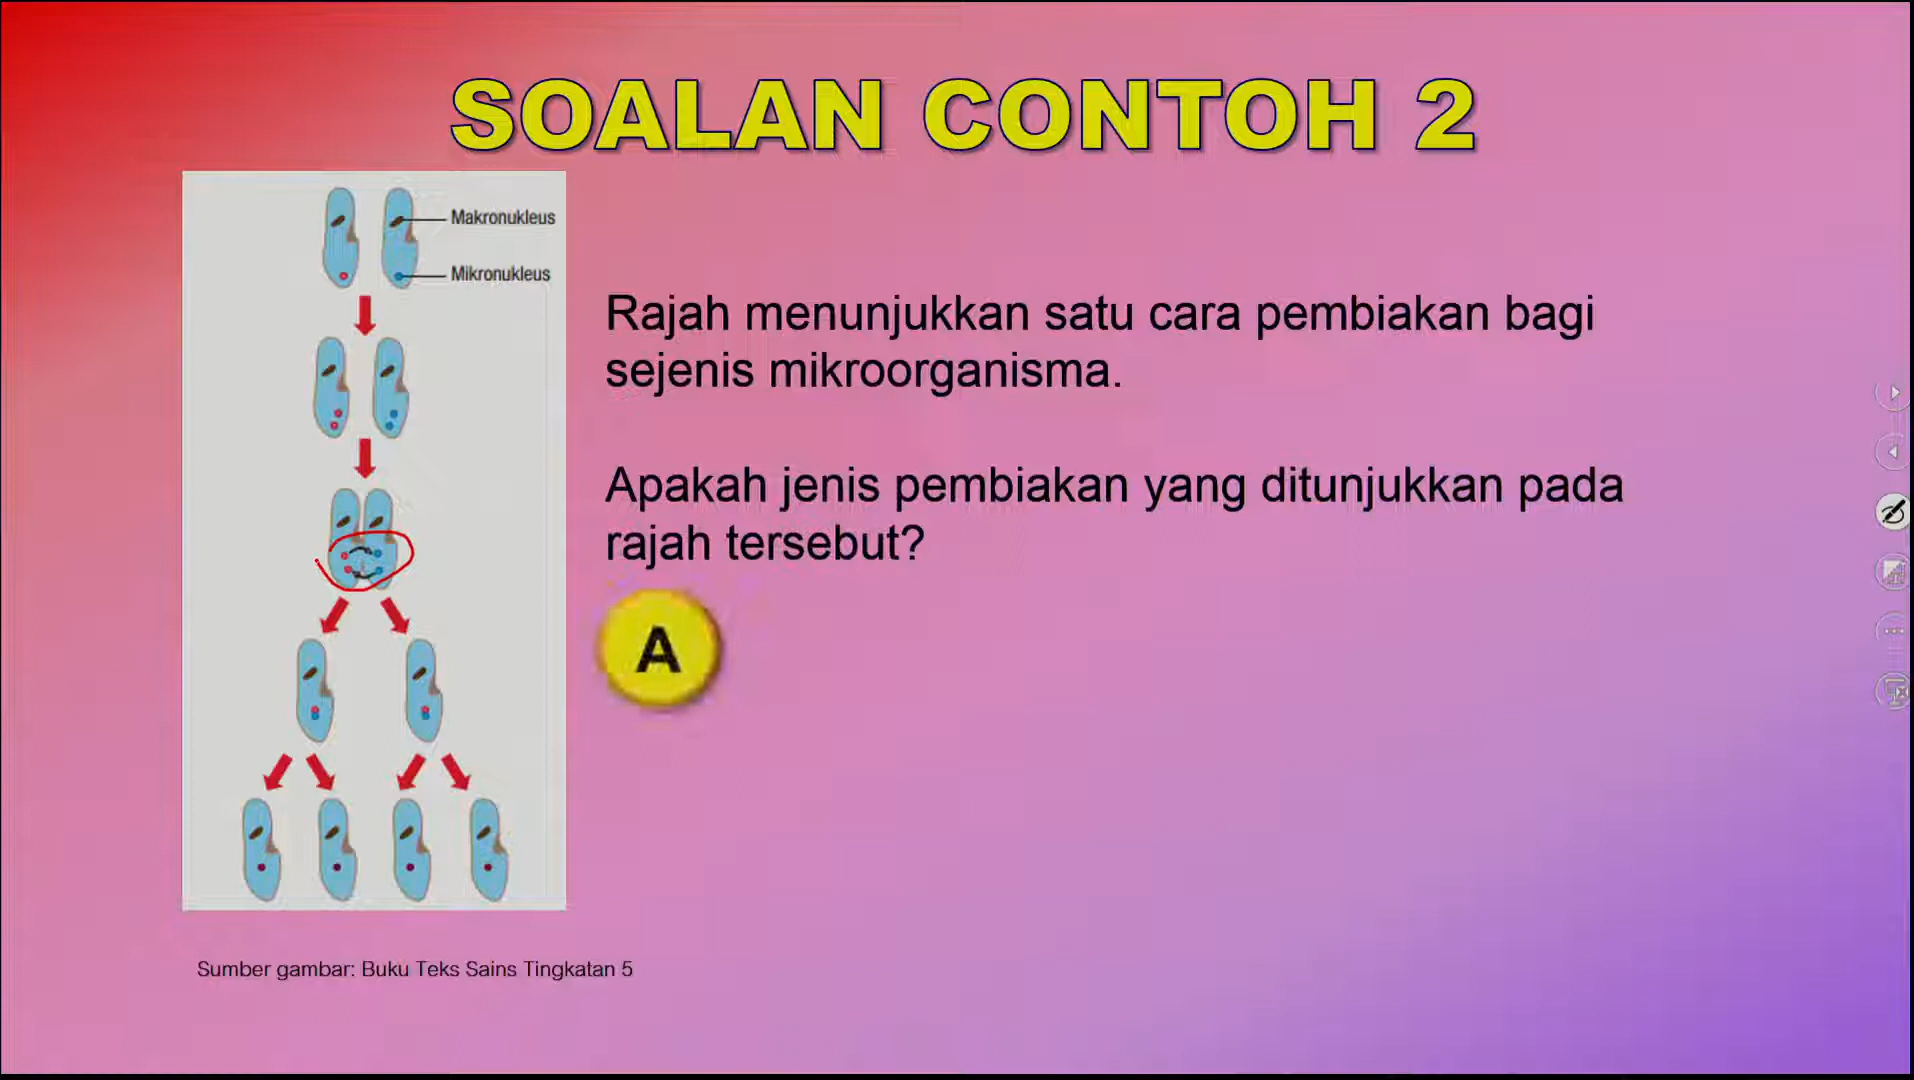 SOALAN CONTOH 2
Makronukleus
Mikronukleus
Rajah menunjukkan satu cara pembiakan bagi
sejenis mikroorganisma.
Apakah jenis pembiakan yang ditunjukkan pada
rajah tersebut?
A
Sumber gambar: Buku Teks Sains Tingkatan 5